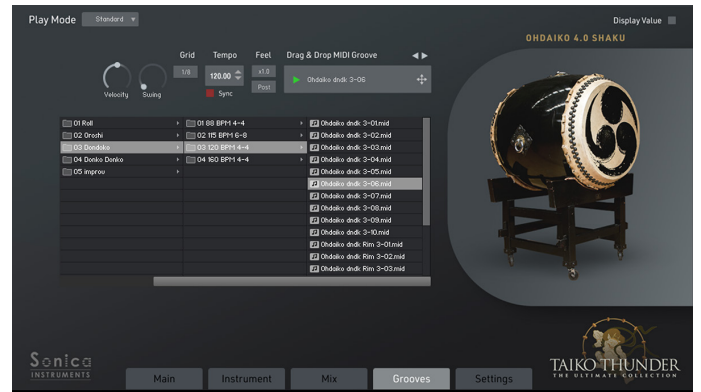 Play Mode Standard Display Value
OHDAIKO 4.0 SHAKU
Grid Tempo Feel Drag & Drop MIDI Groove
1/8 120.00 x1.0 Ohdaiko dndk 3-06
Velocity Swing Sync Post
01 Roll 01 88 BPM 4-4 Ohdaiko dndk 3-01.mid
02 Oroshi 02 115 BPM 6-8 Ohdaiko dndk 3-02.mid
03 Dondoko 03 120 BPM 4-4 Ohdaiko dndk 3-03.mid
04 Donko Donko 04 160 BPM 4-4 Ohdaiko dndk 3-04.mid
05 improv Ohdaiko dndk 3-05.mid
Ohdaiko dndk 3-06.mid
Ohdaiko dndk 3-07.mid
Ohdaiko dndk 3-08.mid
Ohdaiko dndk 3-09.mid
Ohdaiko dndk 3-10.mid
Ohdaiko dndk Rim 3-01.mid
Ohdaiko dndk Rim 3-02.mid
Ohdaiko dndk Rim 3-03.mid
Sonica
INSTRUMENTS
TAIKO THUNDER
THE ULTIMATE COLLECTION
Main Instrument Mix Grooves Settings